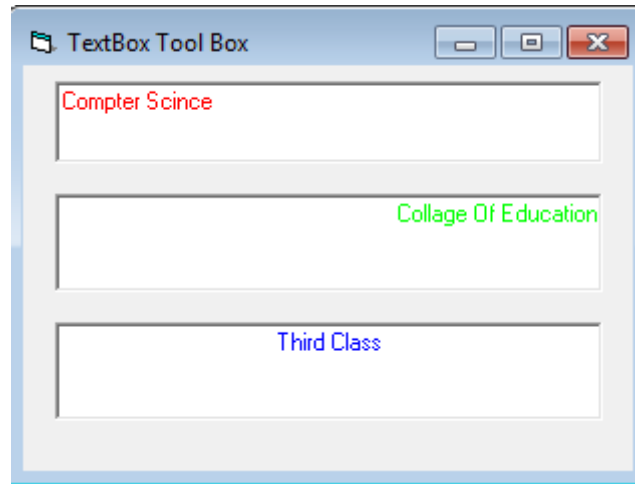 TextBox Tool Box
Compter Scince
Collage Of Education
Third Class